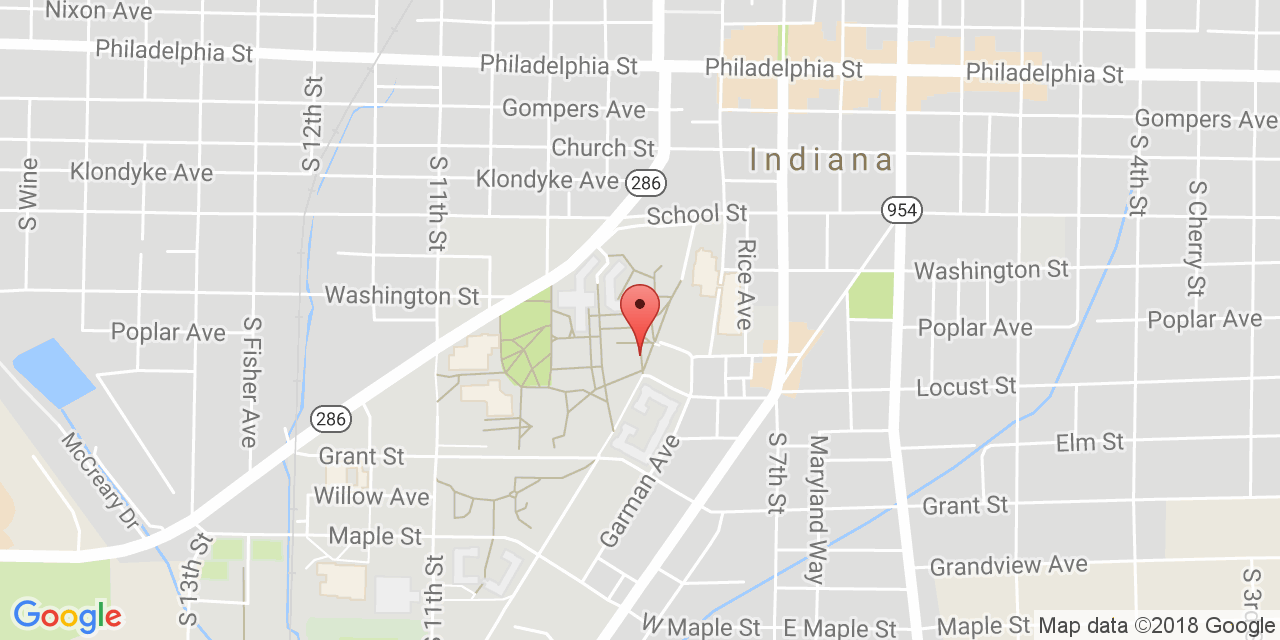 Nixon Ave
Philadelphia St
Philadelphia St
Philadelphia St
Philadelphia St
S 12th St
Gompers Ave
Gompers Ave
Church St
Indiana
S 4th St
Klondyke Ave
Klondyke Ave
286
S Wine
S 11th St
School St
954
S Cherry St
Rice Ave
Washington St
Washington St
Poplar Ave
Poplar Ave
Poplar Ave
S Fisher Ave
Locust St
286
Elm St
McCreary Dr
Grant St
Garman Ave
S 7th St
Maryland Way
Willow Ave
Grant St
Maple St
S 13th St
S 11th St
Grandview Ave
S 3rd
Google
W Maple St
E Maple St
Maple St
Map data ©2018 Google